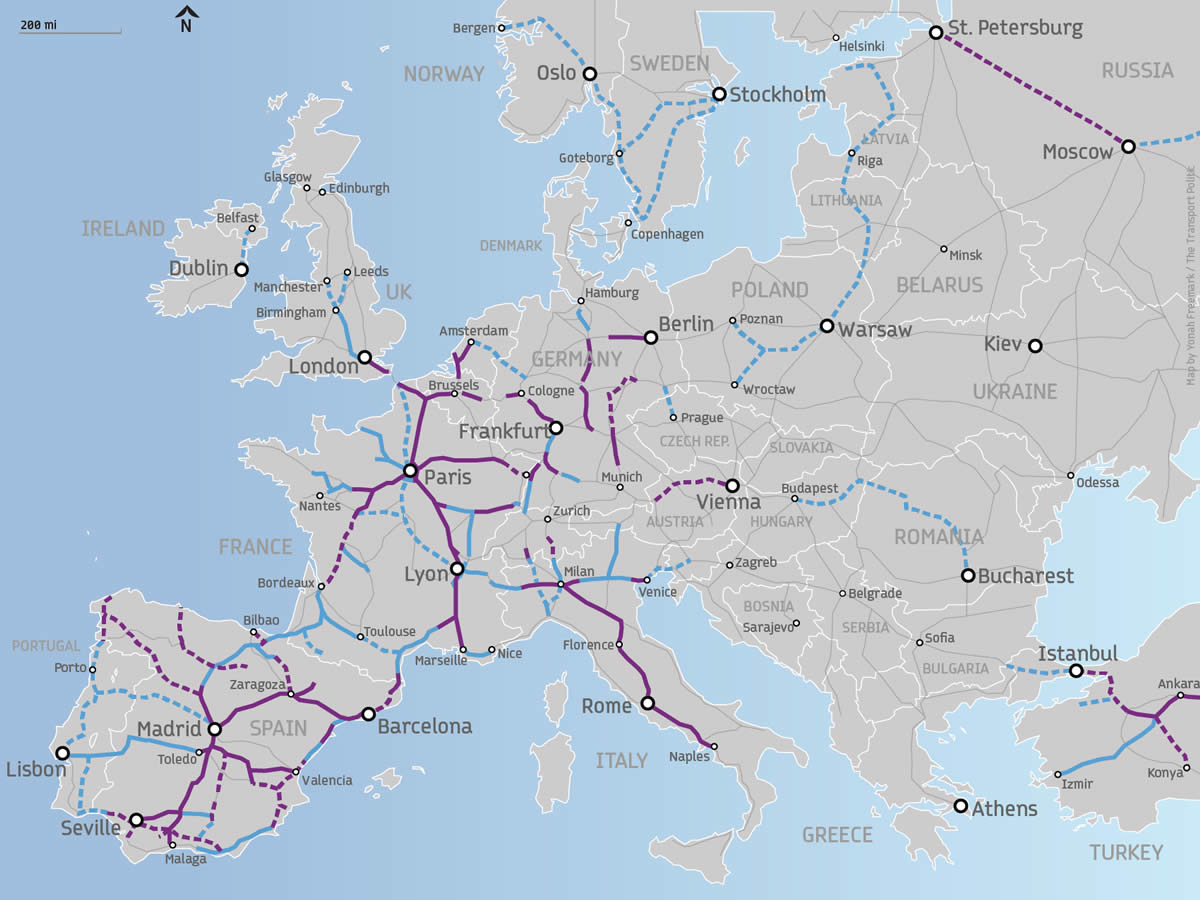 200 mi
N
Bergen
NORWAY
Oslo
SWEDEN
Stockholm
Helsinki
St. Petersburg
RUSSIA
Moscow
LATVIA
Riga
LITHUANIA
Goteborg
Copenhagen
DENMARK
Glasgow
Edinburgh
IRELAND
Belfast
Dublin
Leeds
Manchester
UK
Birmingham
London
Minsk
BELARUS
Hamburg
Amsterdam
Berlin
POLAND
Poznan
Warsaw
GERMANY
Kiev
UKRAINE
Brussels
Cologne
Wroctaw
Frankfurt
Prague
CZECH REP.
SLOVAKIA
Paris
Munich
Vienna
Budapest
Odessa
Nantes
Zurich
AUSTRIA
HUNGARY
ROMANIA
FRANCE
Lyon
Milan
Zagreb
Bucharest
Bordeaux
Venice
Belgrade
BOSNIA
Sarajevo
SERBIA
Bilbao
Toulouse
Marseille
Nice
Florence
Sofia
BULGARIA
Istanbul
PORTUGAL
Porto
Zaragoza
Ankara
Rome
Madrid
SPAIN
Barcelona
Toledo
Naples
ITALY
Lisbon
Valencia
Izmir
Konya
Seville
Malaga
Athens
GREECE
TURKEY
Map by Yonah Freemark / The Transport Politic